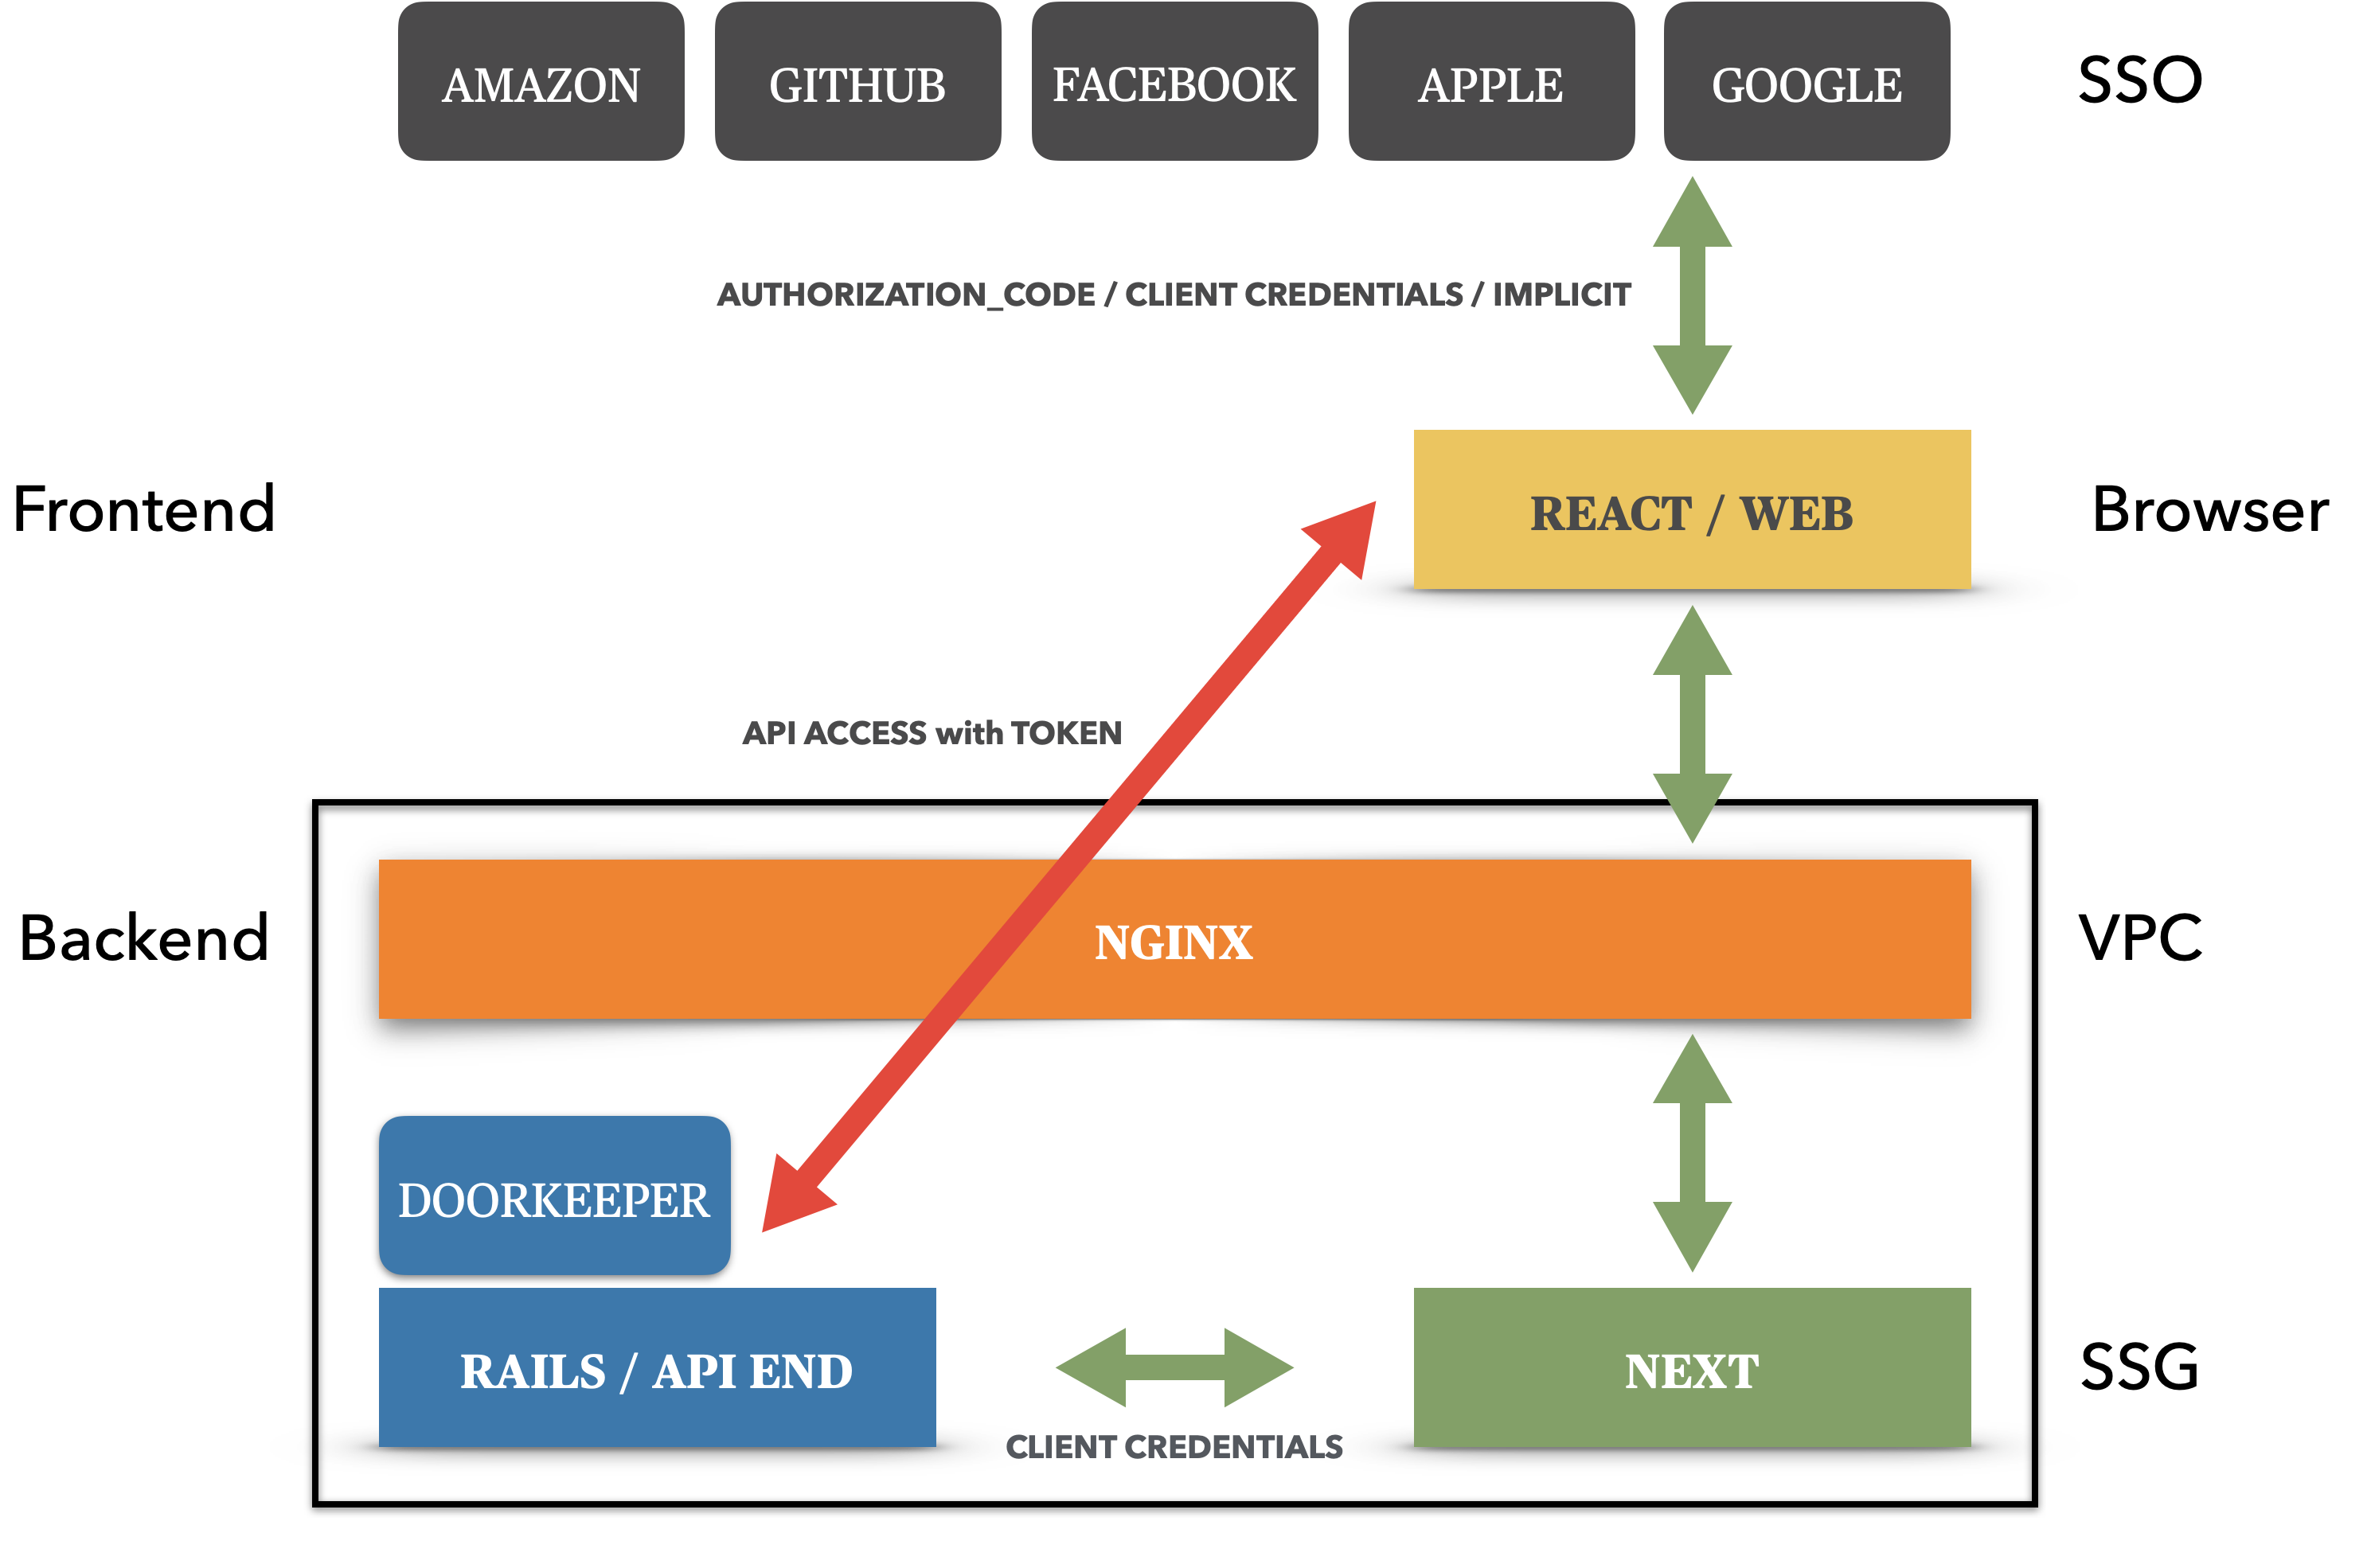 AMAZON
GITHUB
FACEBOOK
APPLE
GOOGLE
SSO
AUTHORIZATION_CODE / CLIENT CREDENTIALS / IMPLICIT
Frontend
REACT / WEB
Browser
API ACCESS with TOKEN
Backend
NGINX
VPC
DOORKEEPER
RAILS / API END
NEXT
SSG
CLIENT CREDENTIALS